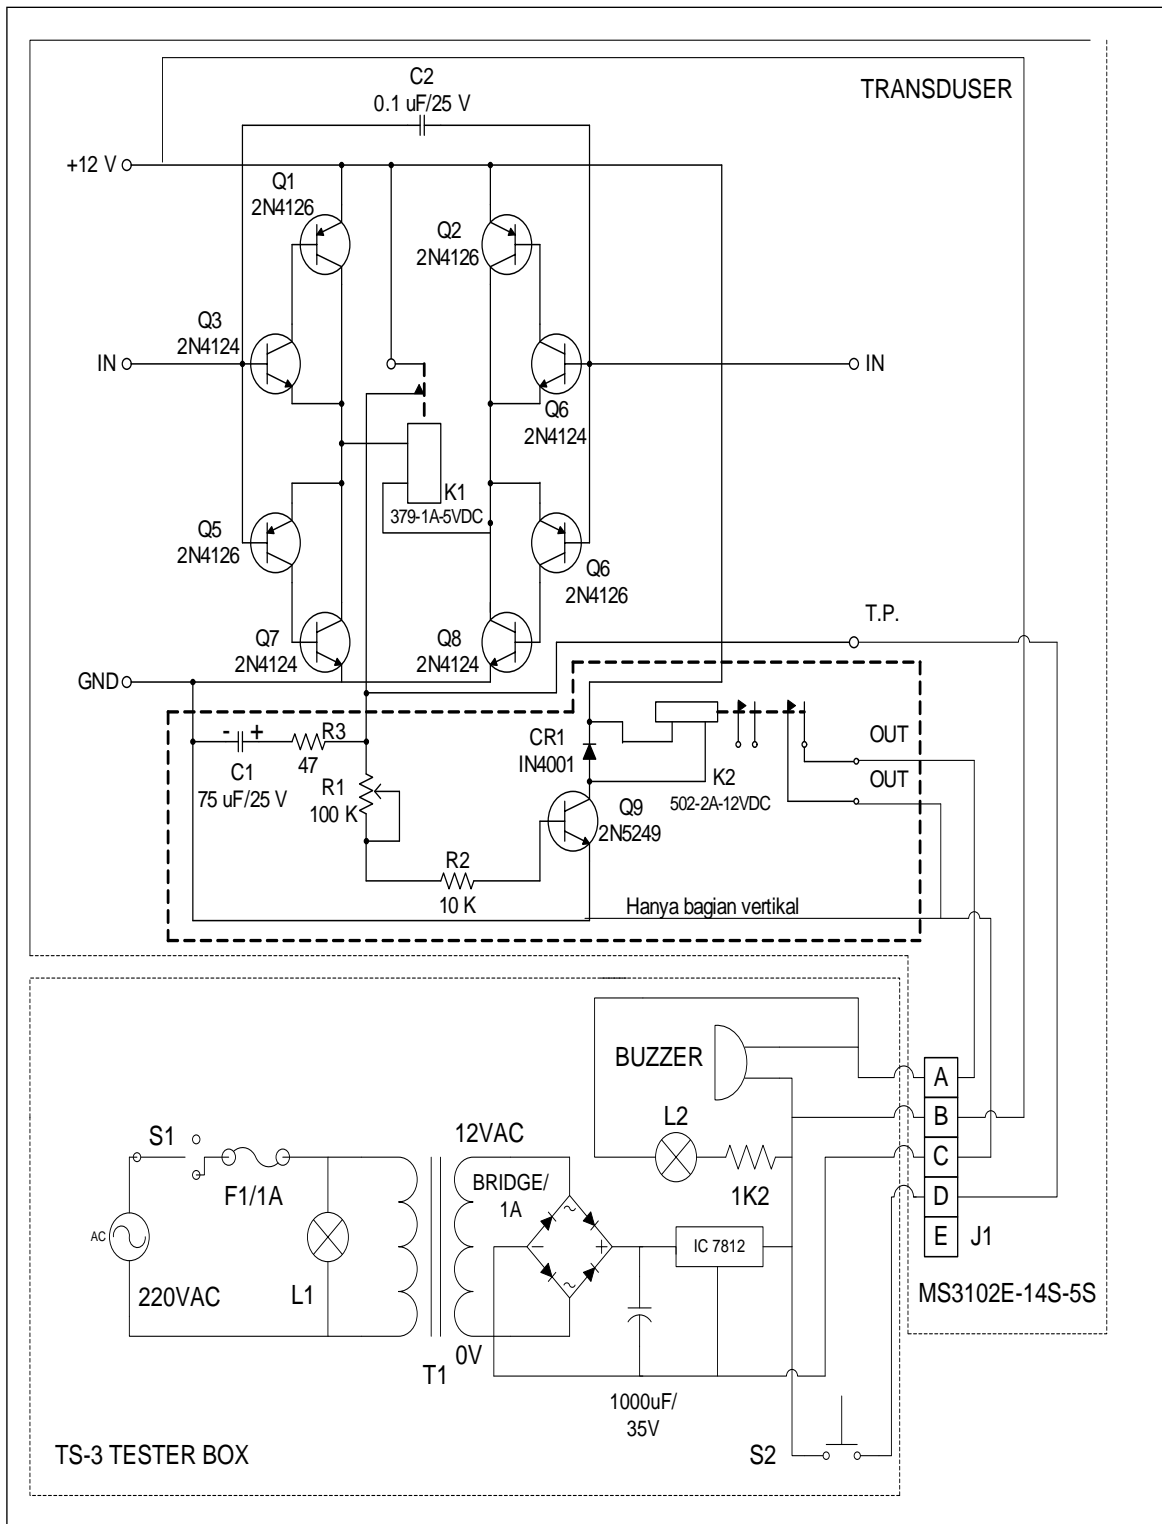 C2
0.1 uF/25 V
TRANSDUSER
+12 V
Q1
2N4126
Q2
2N4126
Q3
2N4124
IN
IN
Q6
2N4124
K1
379-1A-5VDC
Q5
2N4126
Q6
2N4126
T.P.
Q7
2N4124
Q8
2N4124
GND
- +
R3
47
C1
75 uF/25 V
R1
100 K
CR1
IN4001
K2
502-2A-12VDC
OUT
OUT
Q9
2N5249
R2
10 K
Hanya bagian vertikal
BUZZER
A
B
C
D
E
J1
MS3102E-14S-5S
L2
1K2
S1
12VAC
BRIDGE/
1A
F1/1A
AC
~
- +
~
IC 7812
220VAC
L1
0V
T1
1000uF/
35V
S2
TS-3 TESTER BOX